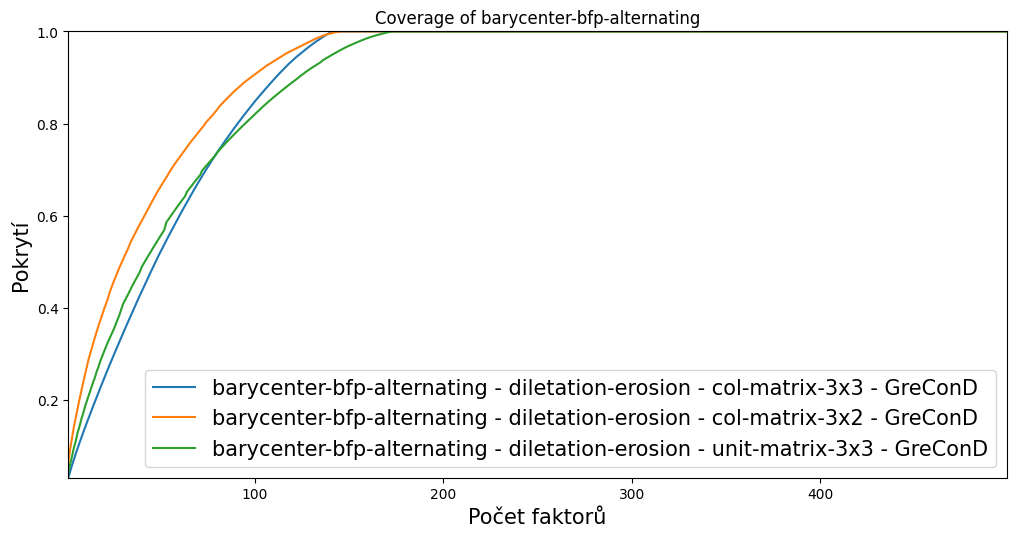 Coverage of barycenter-bfp-alternating
1.0
0.8
0.6
0.4
0.2
Pokrytí
barycenter-bfp-alternating - diletation-erosion - col-matrix-3x3 - GreConD
barycenter-bfp-alternating - diletation-erosion - col-matrix-3x2 - GreConD
barycenter-bfp-alternating - diletation-erosion - unit-matrix-3x3 - GreConD
100 200 300 400
Počet faktorů